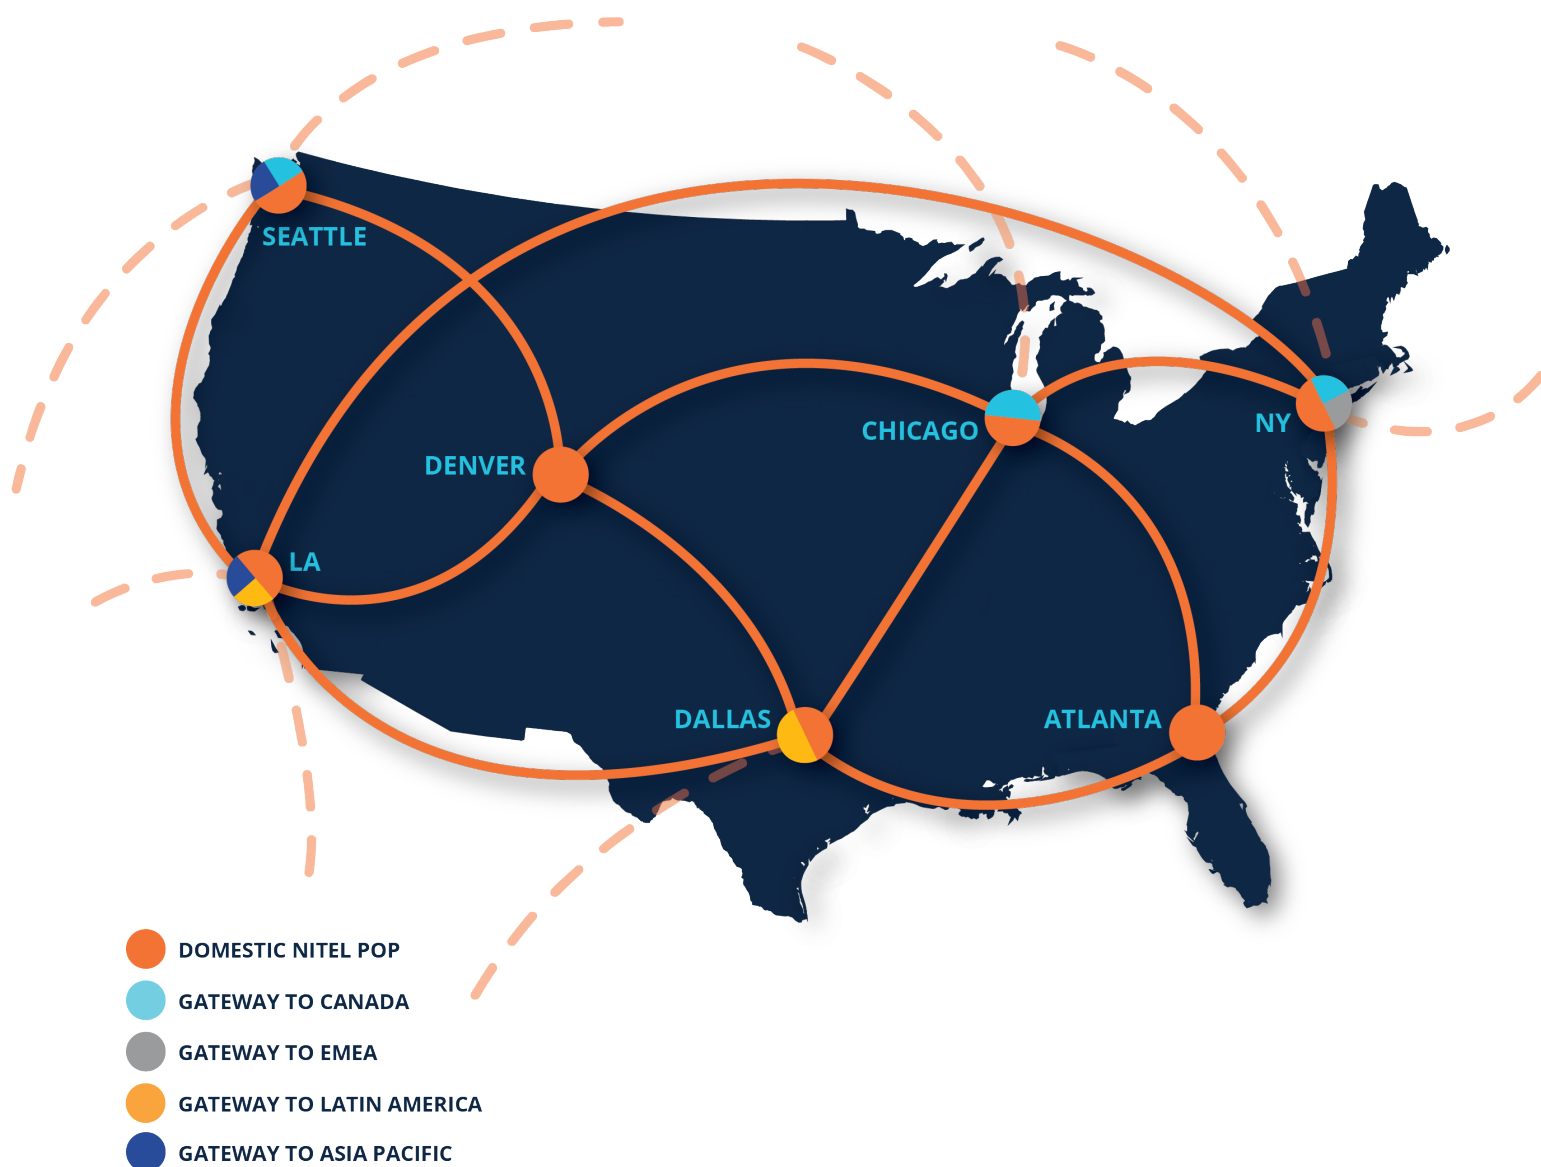 SEATTLE
CHICAGO
NY
DENVER
LA
DALLAS
ATLANTA
DOMESTIC NITEL POP
GATEWAY TO CANADA
GATEWAY TO EMEA
GATEWAY TO LATIN AMERICA
GATEWAY TO ASIA PACIFIC